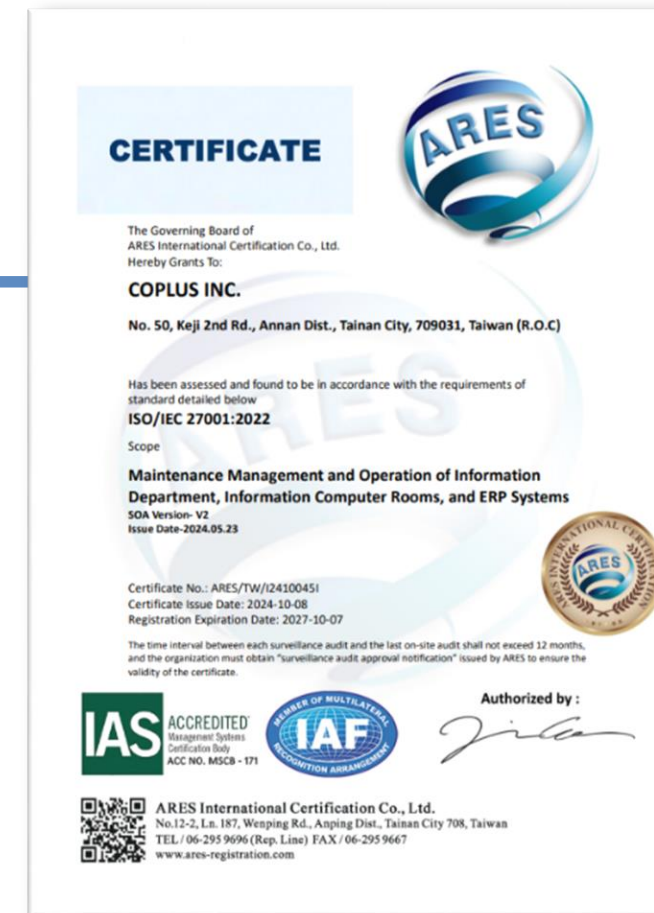 CERTIFICATE
ARES
The Governing Board of
ARES International Certification Co., Ltd.
Hereby Grants To:
COPLUS INC.
No. 50, Keji 2nd Rd., Annan Dist., Tainan City, 709031, Taiwan (R.O.C)
Has been assessed and found to be in accordance with the requirements of
standard detailed below
ISO/IEC 27001:2022
Scope
Maintenance Management and Operation of Information
Department, Information Computer Rooms, and ERP Systems
SOA Version- V2
Issue Date-2024.05.23
ARES
Certificate No.: ARES/TW/I2410045I
Certificate Issue Date: 2024-10-08
Registration Expiration Date: 2027-10-07
The time interval between each surveillance audit and the last on-site audit shall not exceed 12 months,
and the organization must obtain "surveillance audit approval notification" issued by ARES to ensure the
validity of the certificate.
IAS
ACCREDITED
Management Systems
Certification Body
ACC NO. MSCB - 171
MEMBER OF MULTILATERAL
IAF
RECOGNITION ARRANGEMENT
Authorized by :
ARES International Certification Co., Ltd.
No.12-2, Ln. 187, Wenping Rd., Anping Dist., Tainan City 708, Taiwan
TEL / 06-295 9696 (Rep. Line) FAX / 06-295 9667
www.ares-registration.com